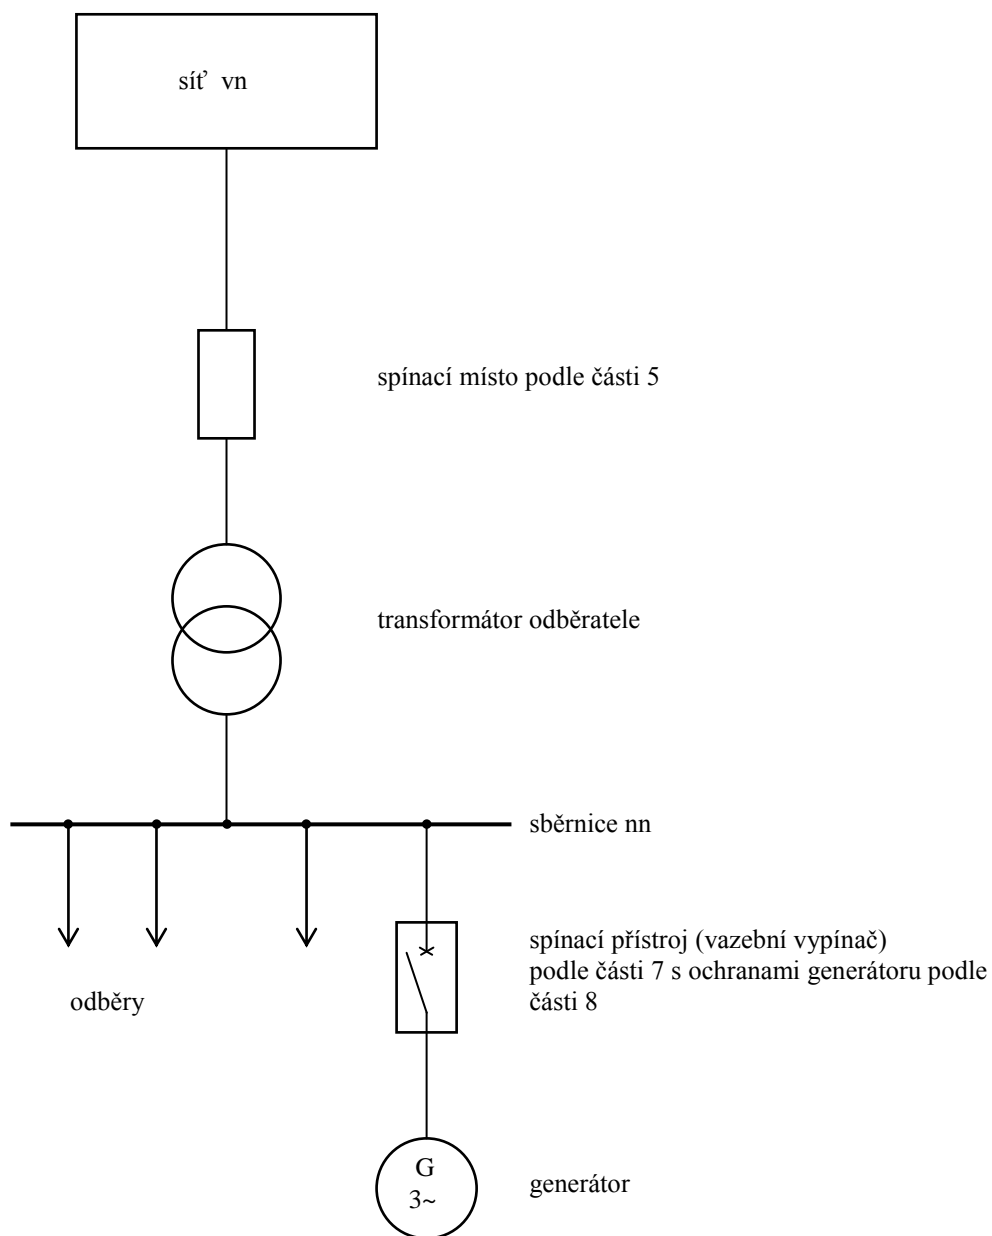 síť vn
spínací místo podle části 5
transformátor odběratele
sběrnice nn
spínací přístroj (vazební vypínač)
podle části 7 s ochranami generátoru podle
části 8
odběry
G
3~
generátor